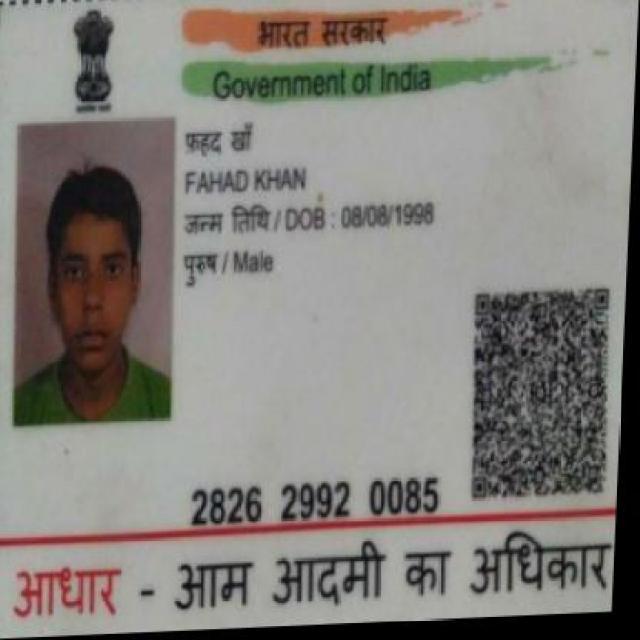 भारत सरकार
Government of India
फहद खाँ
FAHAD KHAN
जन्म तिथि / DOB : 08/08/1998
पुरुष / Male
2826 2992 0085
आधार - आम आदमी का अधिकार